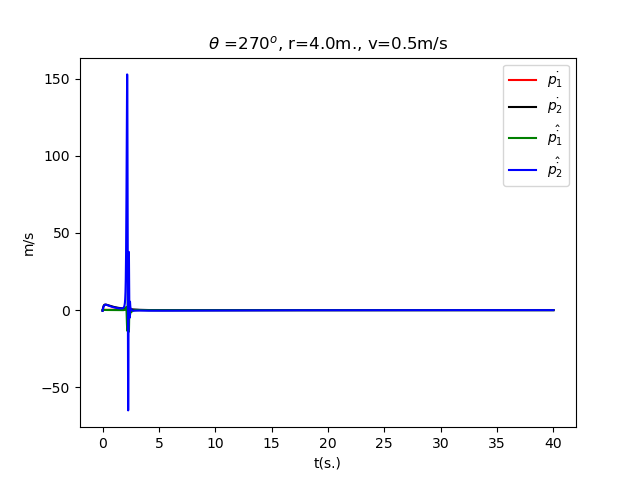 θ =270°, r=4.0m., v=0.5m/s
150
100
50
0
−50
m/s
0 5 10 15 20 25 30 35 40
t(s.)
ṗ₁
ṗ₂
p̂̇₁
p̂̇₂